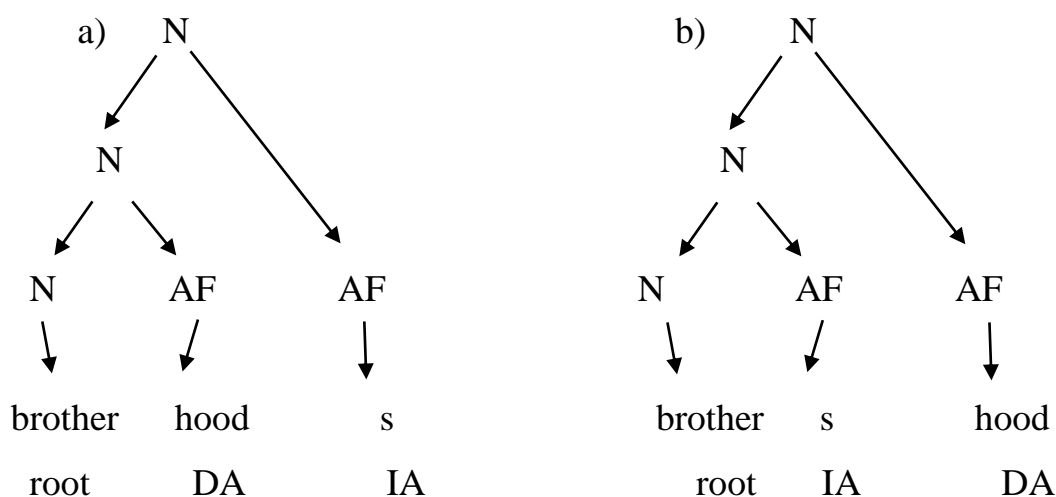 a) N b) N
N N
N AF AF N AF AF
brother hood s brother s hood
root DA IA root IA DA